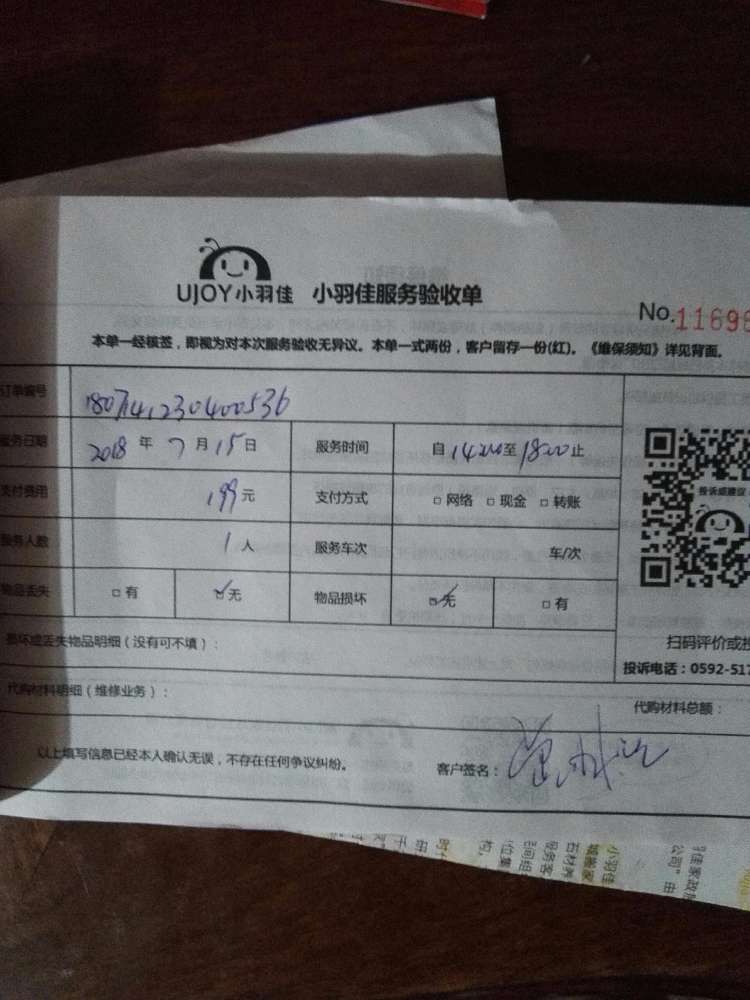 UJOY小羽佳 小羽佳服务验收单
No.11696
本单一经核签，即视为对本次服务验收无异议。本单一式两份，客户留存一份(红)。《维保须知》详见背面。
订单编号 1807141230400536
服务日期 2018 年 7 月 15 日 服务时间 自 14:00 至 18:00 止
支付费用 199 元 支付方式 □ 网络 □ 现金 □ 转账
投诉或建议
服务人数 1 人 服务车次 车/次
物品丢失 □ 有 ☑ 无 物品损坏 ☑ 无 □ 有
损坏或丢失物品明细（没有可不填）：
扫码评价或投
投诉电话：0592-517
代购材料明细（维修业务）：
代购材料总额：
以上填写信息已经本人确认无误，不存在任何争议纠纷。 客户签名：